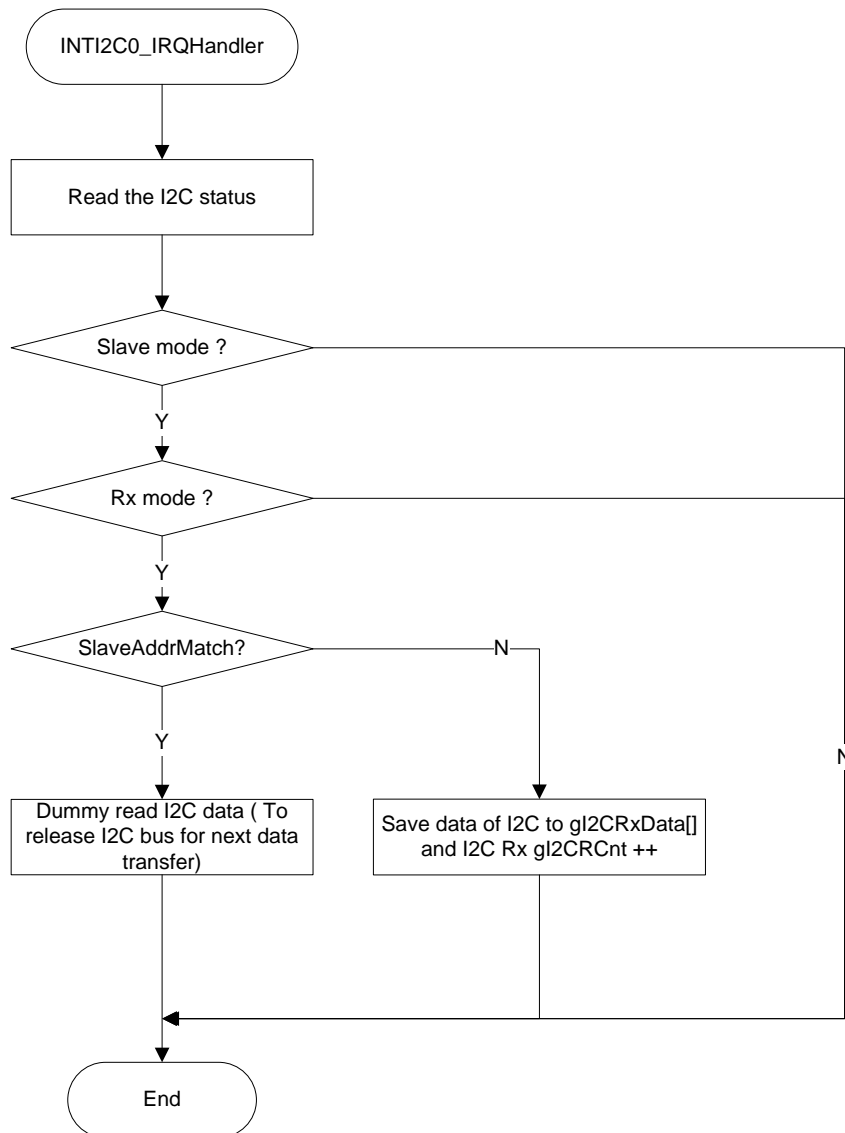 INTI2C0_IRQHandler
Read the I2C status
Slave mode ?
Y
Rx mode ?
Y
SlaveAddrMatch?
N
Y
N
Dummy read I2C data ( To
release I2C bus for next data
transfer)
Save data of I2C to gI2CRxData[]
and I2C Rx gI2CRCnt ++
End